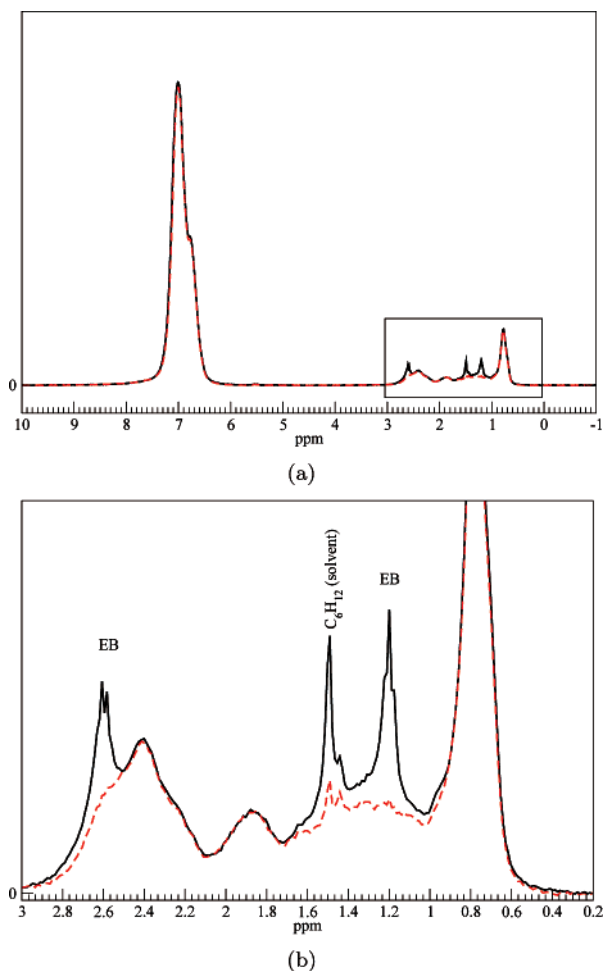 0
10 9 8 7 6 5 4 3 2 1 0 -1
ppm
(a)
EB
C6H12 (solvent)
EB
0
3 2.8 2.6 2.4 2.2 2 1.8 1.6 1.4 1.2 1 0.8 0.6 0.4 0.2
ppm
(b)